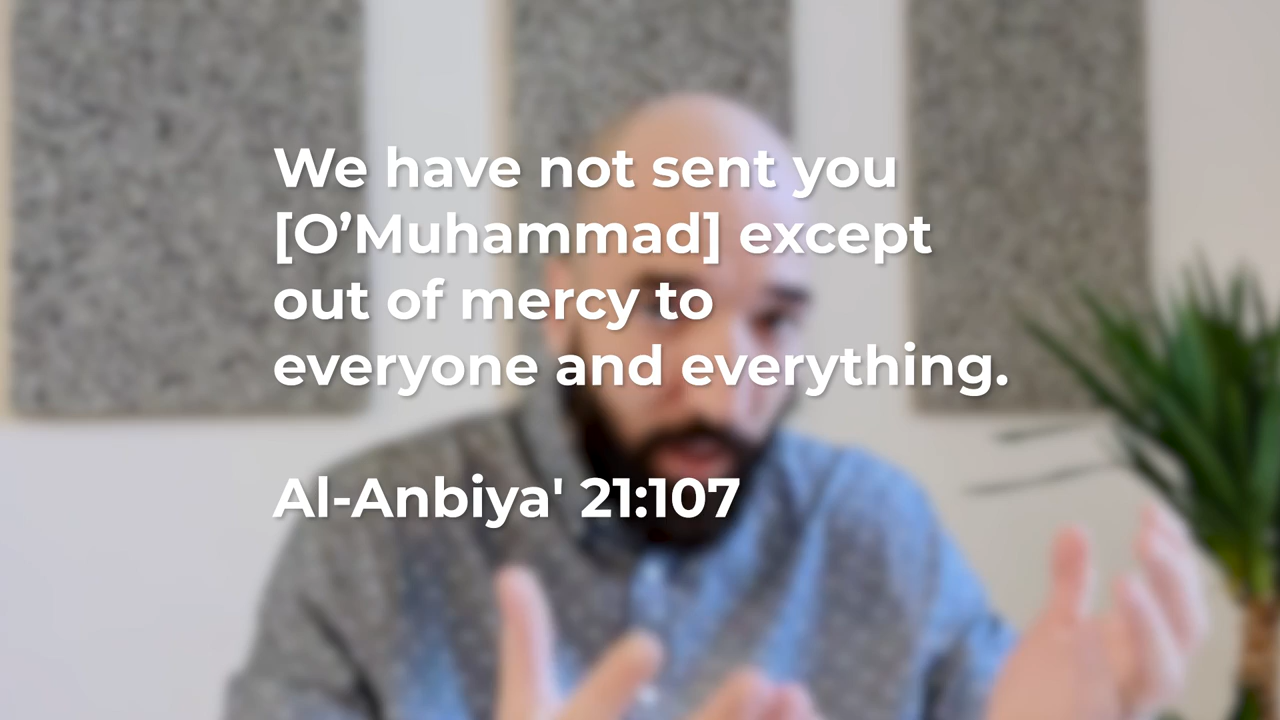 We have not sent you
[O’Muhammad] except
out of mercy to
everyone and everything.
Al-Anbiya' 21:107